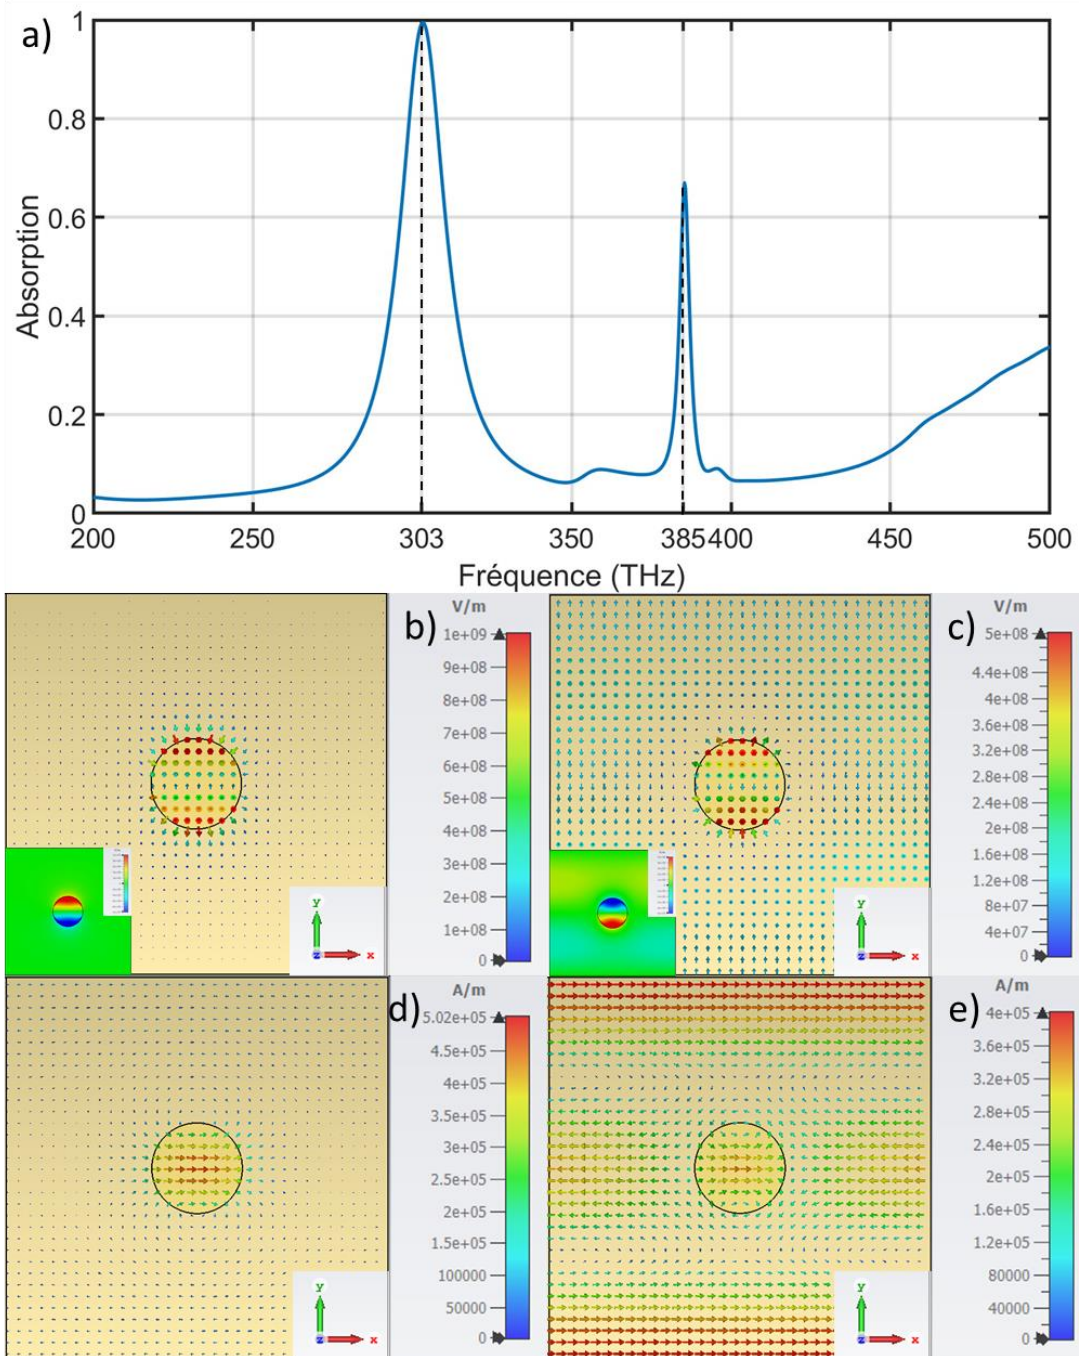 a)
Absorption
1
0.8
0.6
0.4
0.2
0
200 250 303 350 385 400 450 500
Fréquence (THz)
b)
V/m
1e+09
9e+08
8e+08
7e+08
6e+08
5e+08
4e+08
3e+08
2e+08
1e+08
0
y
z x
c)
V/m
5e+08
4.4e+08
4e+08
3.6e+08
3.2e+08
2.8e+08
2.4e+08
2e+08
1.6e+08
1.2e+08
8e+07
4e+07
0
y
z x
d)
A/m
5.02e+05
4.5e+05
4e+05
3.5e+05
3e+05
2.5e+05
2e+05
1.5e+05
100000
50000
0
y
z x
e)
A/m
4e+05
3.6e+05
3.2e+05
2.8e+05
2.4e+05
2e+05
1.6e+05
1.2e+05
80000
40000
0
y
z x